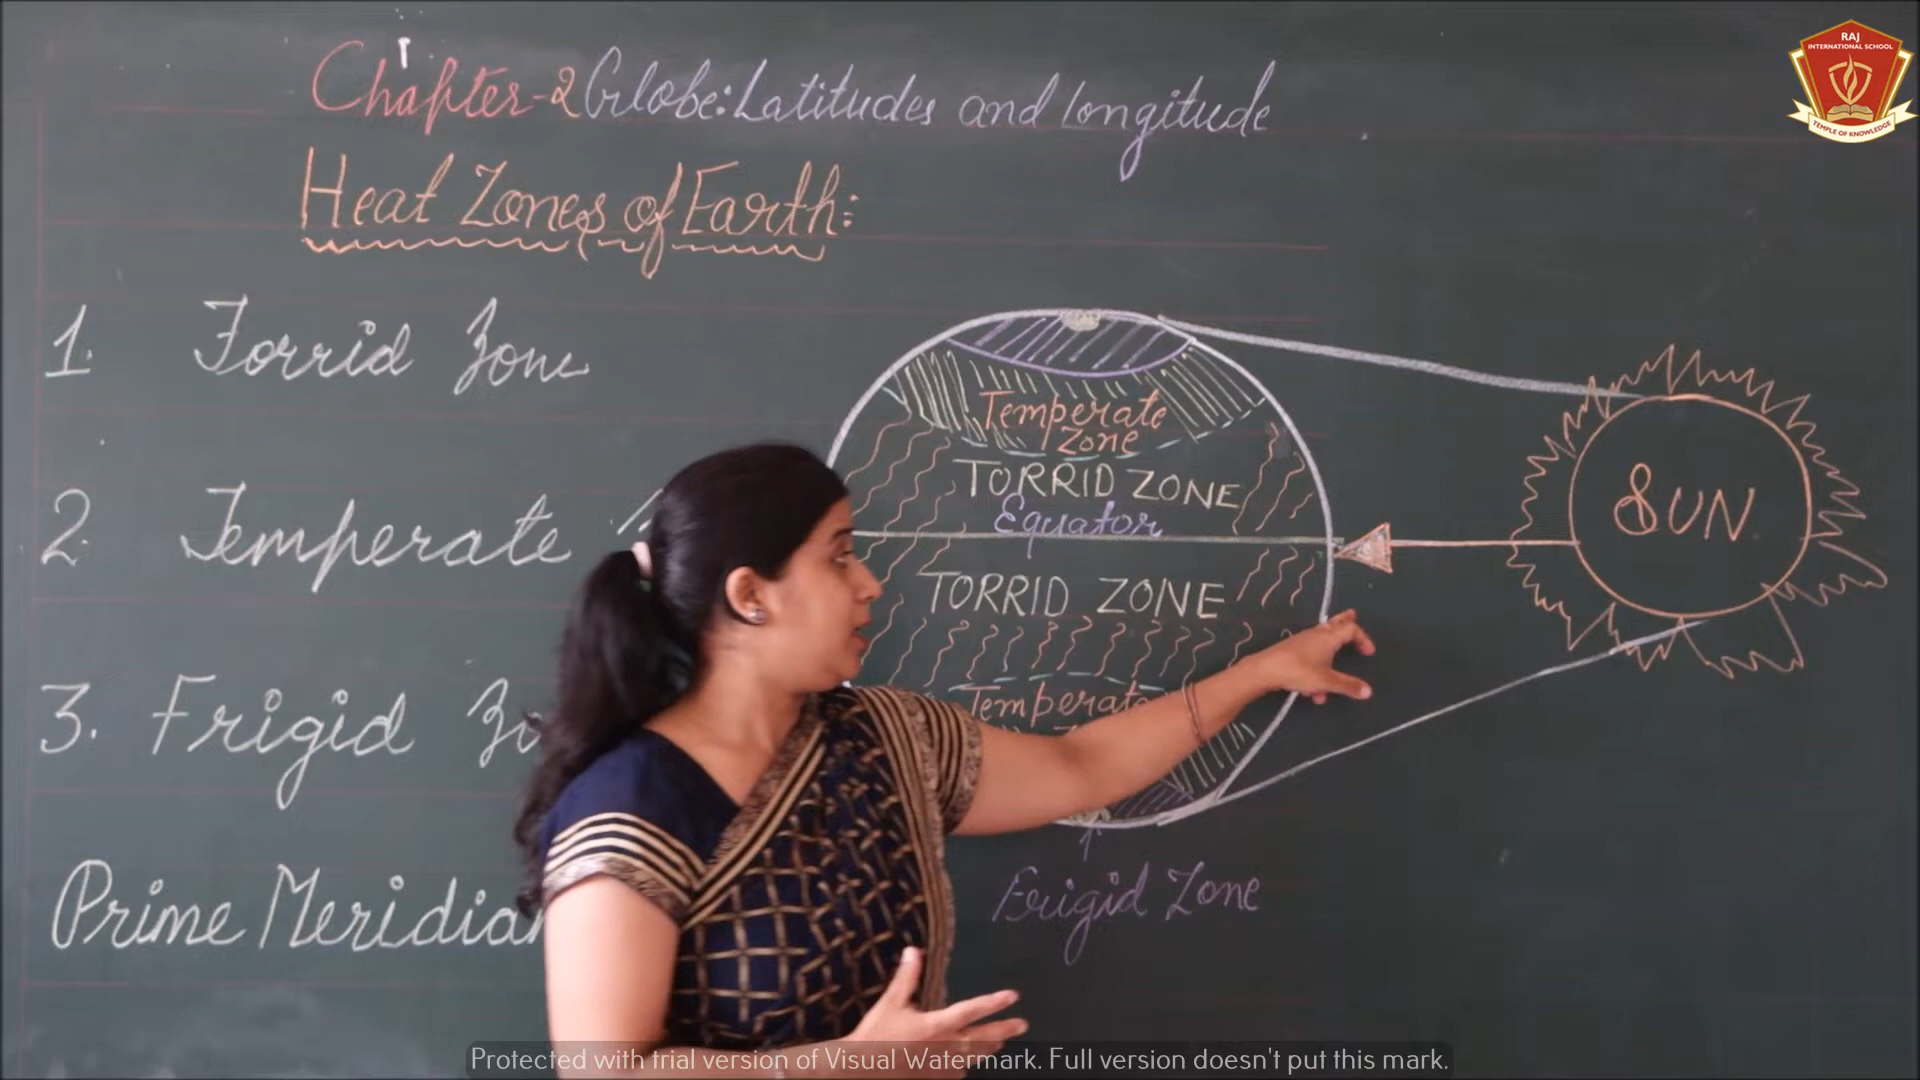 Chapter-2 Globe: Latitudes and Longitude
Heat Zones of Earth:
1. Torrid Zone
2. Temperate
3. Frigid
Prime Meridian
Temperate
Zone
TORRID ZONE
Equator
TORRID ZONE
Temperate
Frigid Zone
SUN
RAJ
INTERNATIONAL SCHOOL
TEMPLE OF KNOWLEDGE
Protected with trial version of Visual Watermark. Full version doesn't put this mark.